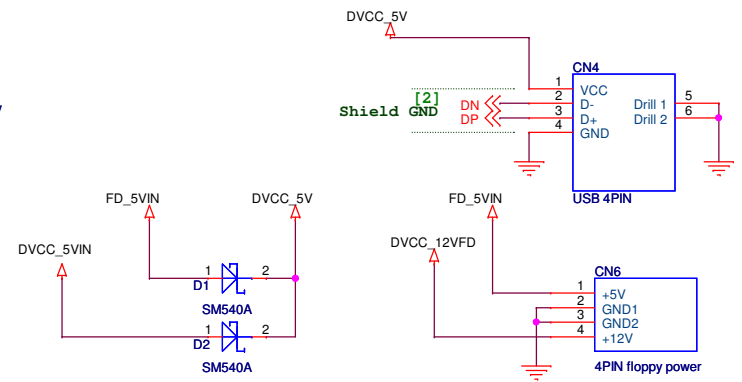 DVCC_5V
CN4
1
VCC
[2]
DN
2
D-
Drill 1
5
Shield GND
DP
3
D+
Drill 2
6
4
GND
USB 4PIN
FD_5VIN
DVCC_5V
FD_5VIN
DVCC_5VIN
DVCC_12VFD
1
2
D1
SM540A
CN6
1
+5V
2
GND1
3
GND2
4
+12V
1
2
D2
SM540A
4PIN floppy power